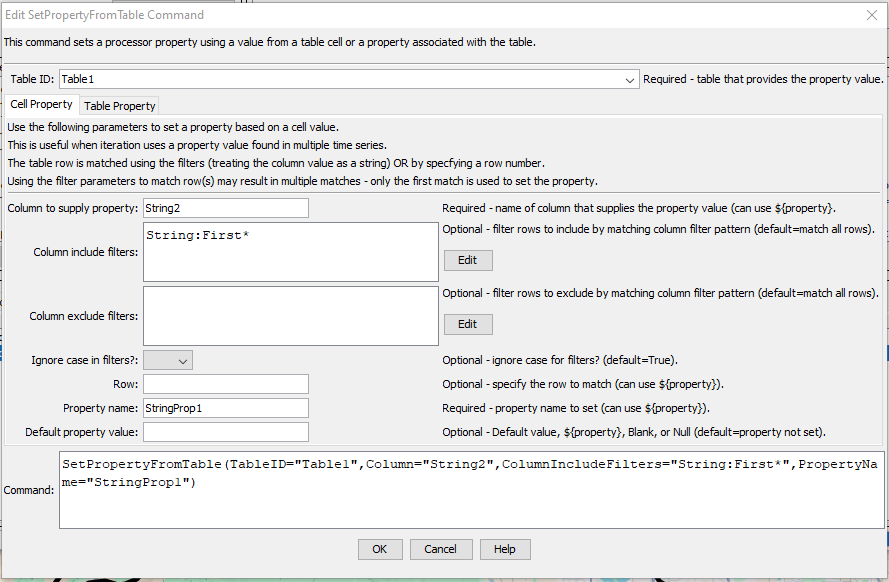 Edit SetPropertyFromTable Command
This command sets a processor property using a value from a table cell or a property associated with the table.
Table ID: Table1 Required - table that provides the property value.
Cell Property Table Property
Use the following parameters to set a property based on a cell value.
This is useful when iteration uses a property value found in multiple time series.
The table row is matched using the filters (treating the column value as a string) OR by specfying a row number.
Using the filter parameters to match row(s) may result in multiple matches - only the first match is used to set the property.
Column to supply property: String2 Required - name of column that supplies the property value (can use ${property}.
Column include filters: String:First* Optional - filter rows to include by matching column filter pattern (default=match all rows).
Edit
Column exclude filters: Optional - filter rows to exclude by matching column filter pattern (default=match all rows).
Edit
Ignore case in filters?: Optional - ignore case for filters? (default=True).
Row: Optional - specify the row to match (can use ${property}).
Property name: StringProp1 Required - property name to set (can use ${property}).
Default property value: Optional - Default value, ${property}, Blank, or Null (default=property not set).
Command: SetPropertyFromTable(TableID="Table1",Column="String2",ColumnIncludeFilters="String:First*",PropertyNa
me="StringProp1")
OK Cancel Help